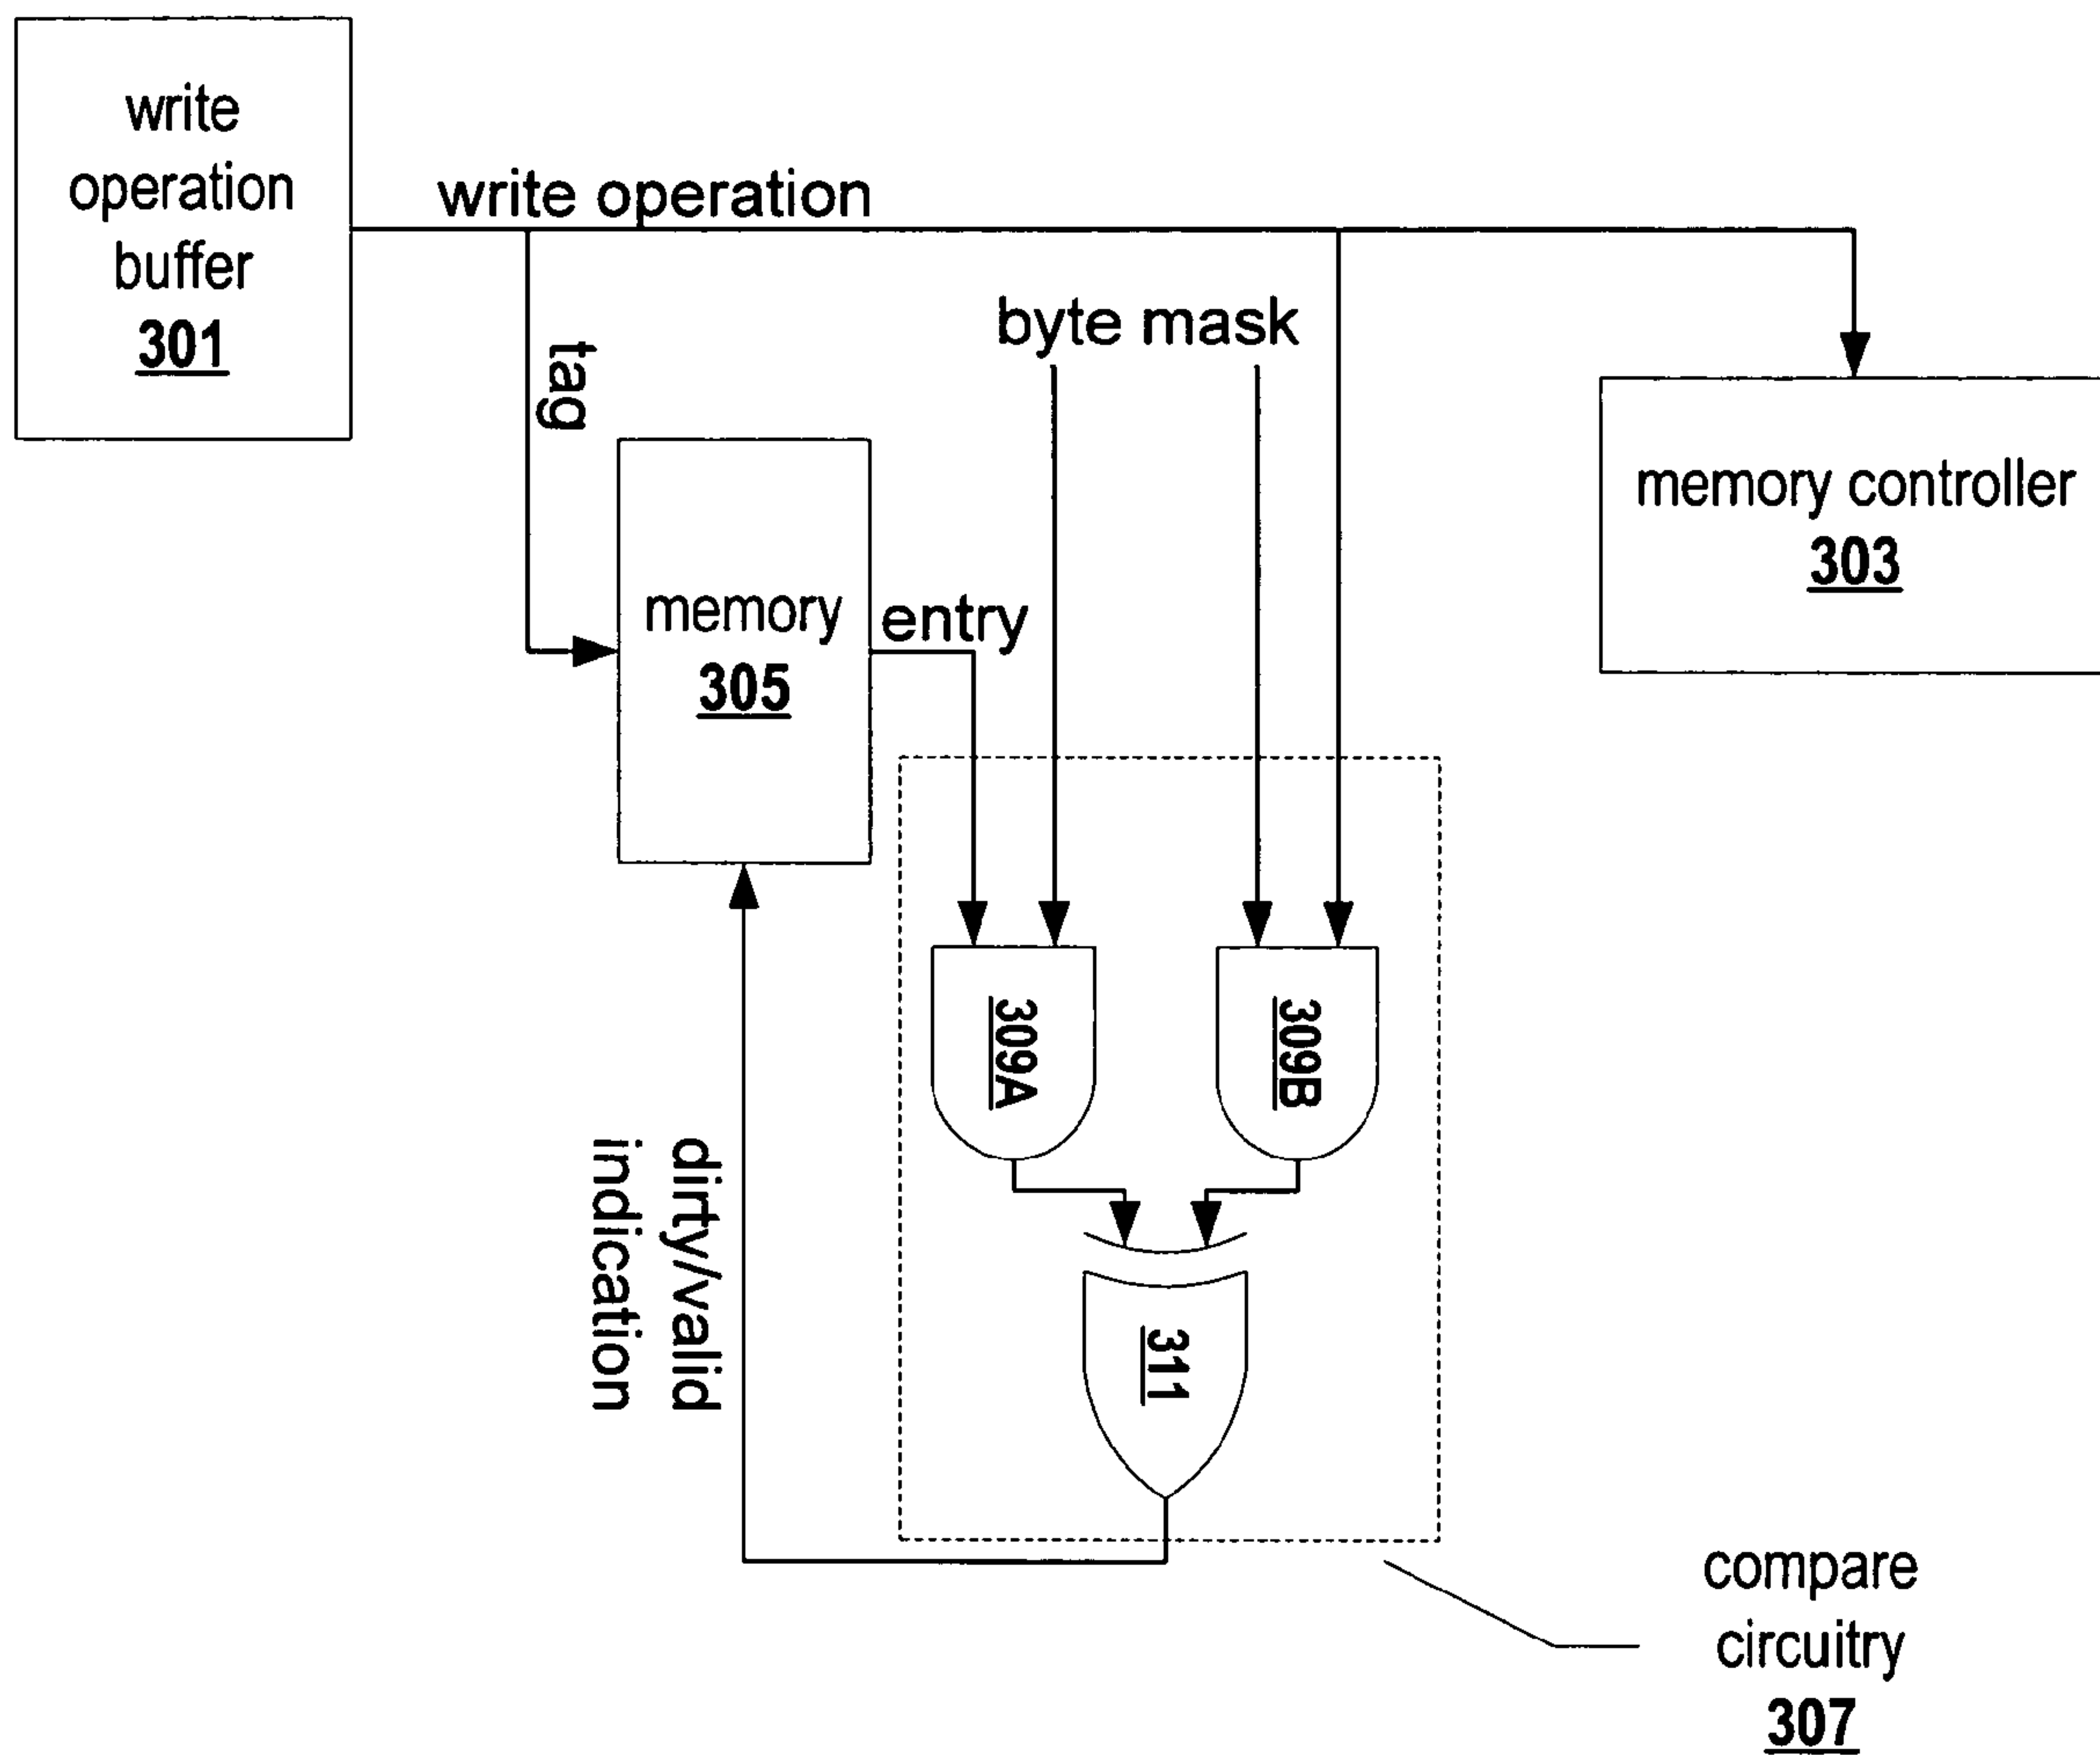 write
operation
buffer
301
write operation
byte mask
tag
memory controller
303
memory
305
entry
309A
309B
dirty/valid
indication
311
compare
circuitry
307